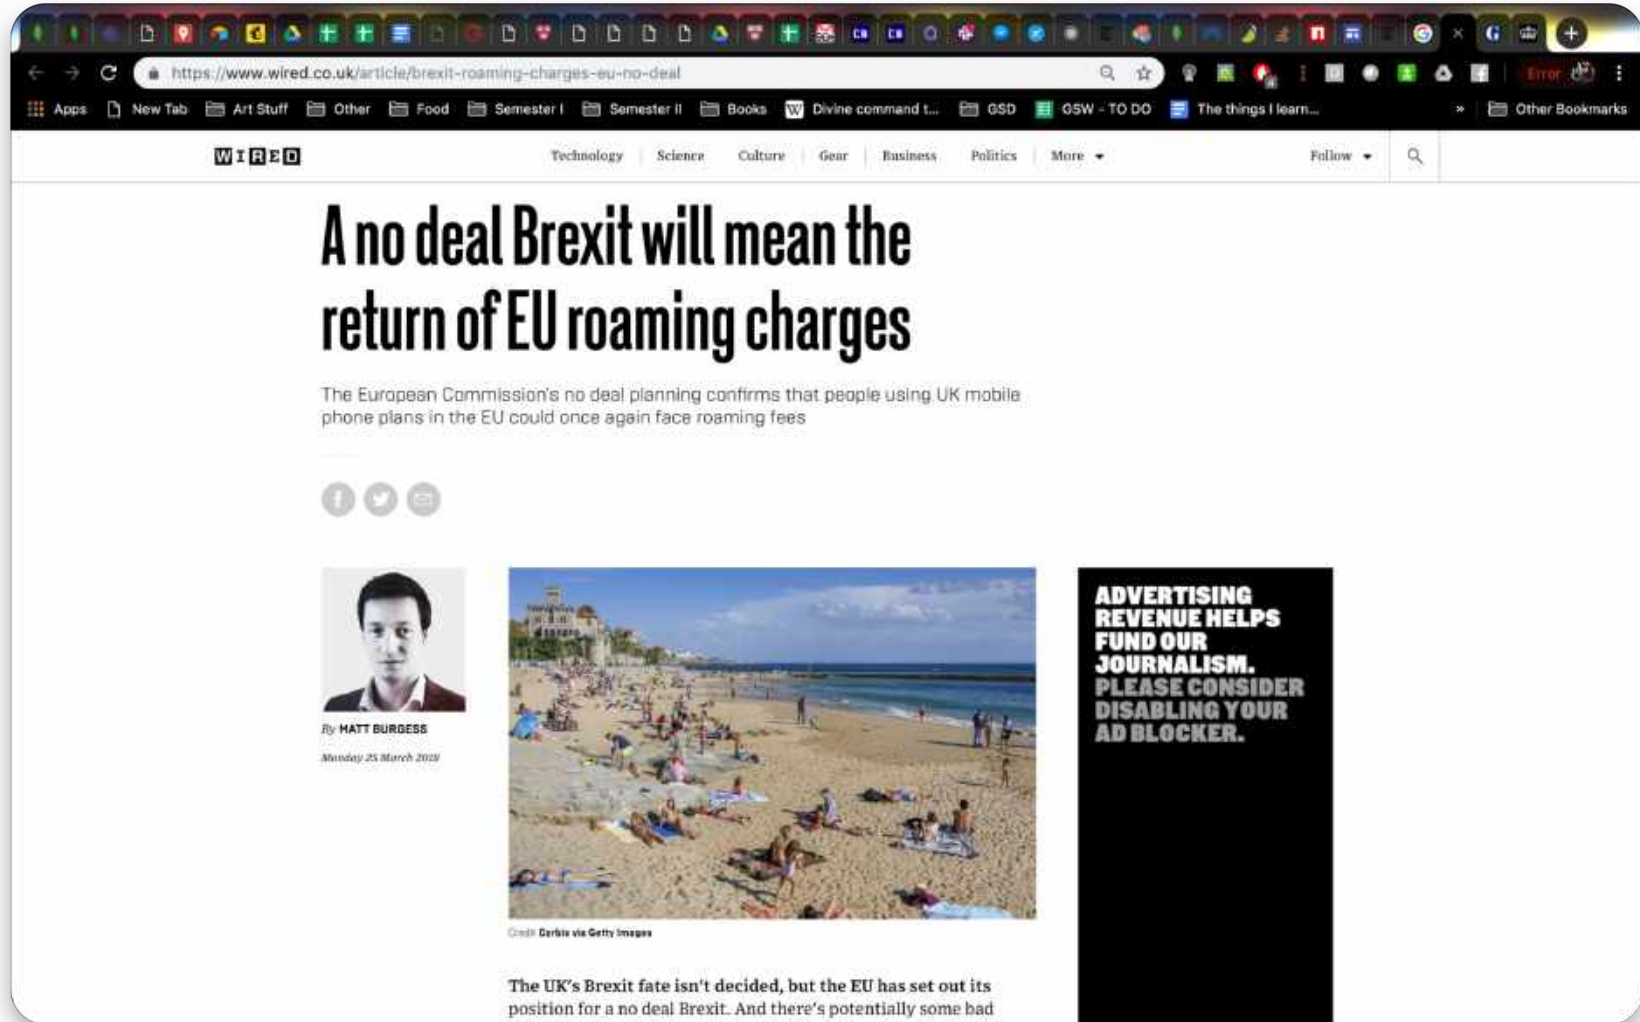 https://www.wired.co.uk/article/brexit-roaming-charges-eu-no-deal
Error
Apps New Tab Art Stuff Other Food Semester I Semester II Books Divine command t... GSD GSW - TO DO The things I learn... » Other Bookmarks
WIRED Technology Science Culture Gear Business Politics More Follow
A no deal Brexit will mean the
return of EU roaming charges
The European Commission's no deal planning confirms that people using UK mobile
phone plans in the EU could once again face roaming fees
By MATT BURGESS
Monday 25 March 2019
ADVERTISING
REVENUE HELPS
FUND OUR
JOURNALISM.
PLEASE CONSIDER
DISABLING YOUR
AD BLOCKER.
Credit Corbis via Getty Images
The UK's Brexit fate isn't decided, but the EU has set out its
position for a no deal Brexit. And there's potentially some bad